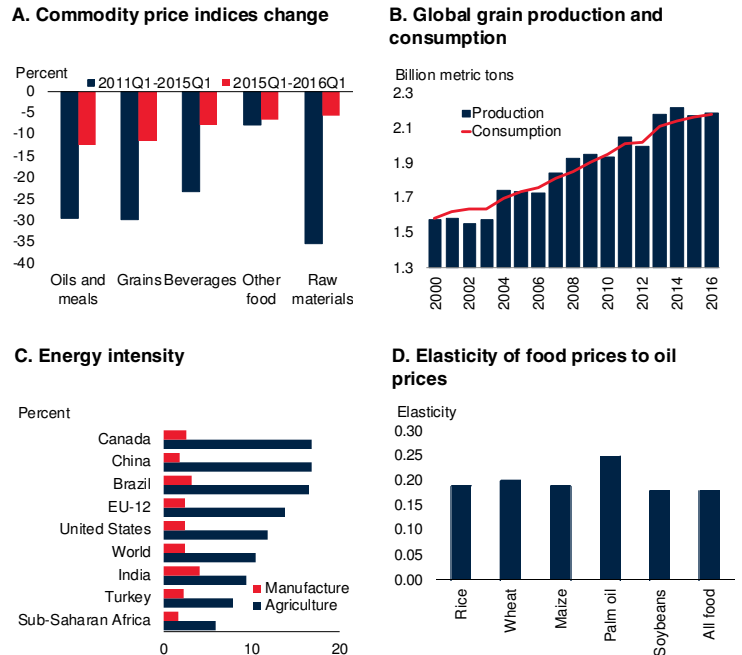 A. Commodity price indices change
Percent
2011Q1-2015Q1
2015Q1-2016Q1
0
-5
-10
-15
-20
-25
-30
-35
-40
Oils and meals
Grains
Beverages
Other food
Raw materials
B. Global grain production and
consumption
Billion metric tons
2.3
2.1
1.9
1.7
1.5
1.3
Production
Consumption
2000
2002
2004
2006
2008
2010
2012
2014
2016
C. Energy intensity
Percent
Canada
China
Brazil
EU-12
United States
World
India
Turkey
Sub-Saharan Africa
Manufacture
Agriculture
0
10
20
D. Elasticity of food prices to oil
prices
Elasticity
0.30
0.25
0.20
0.15
0.10
0.05
0.00
Rice
Wheat
Maize
Palm oil
Soybeans
All food